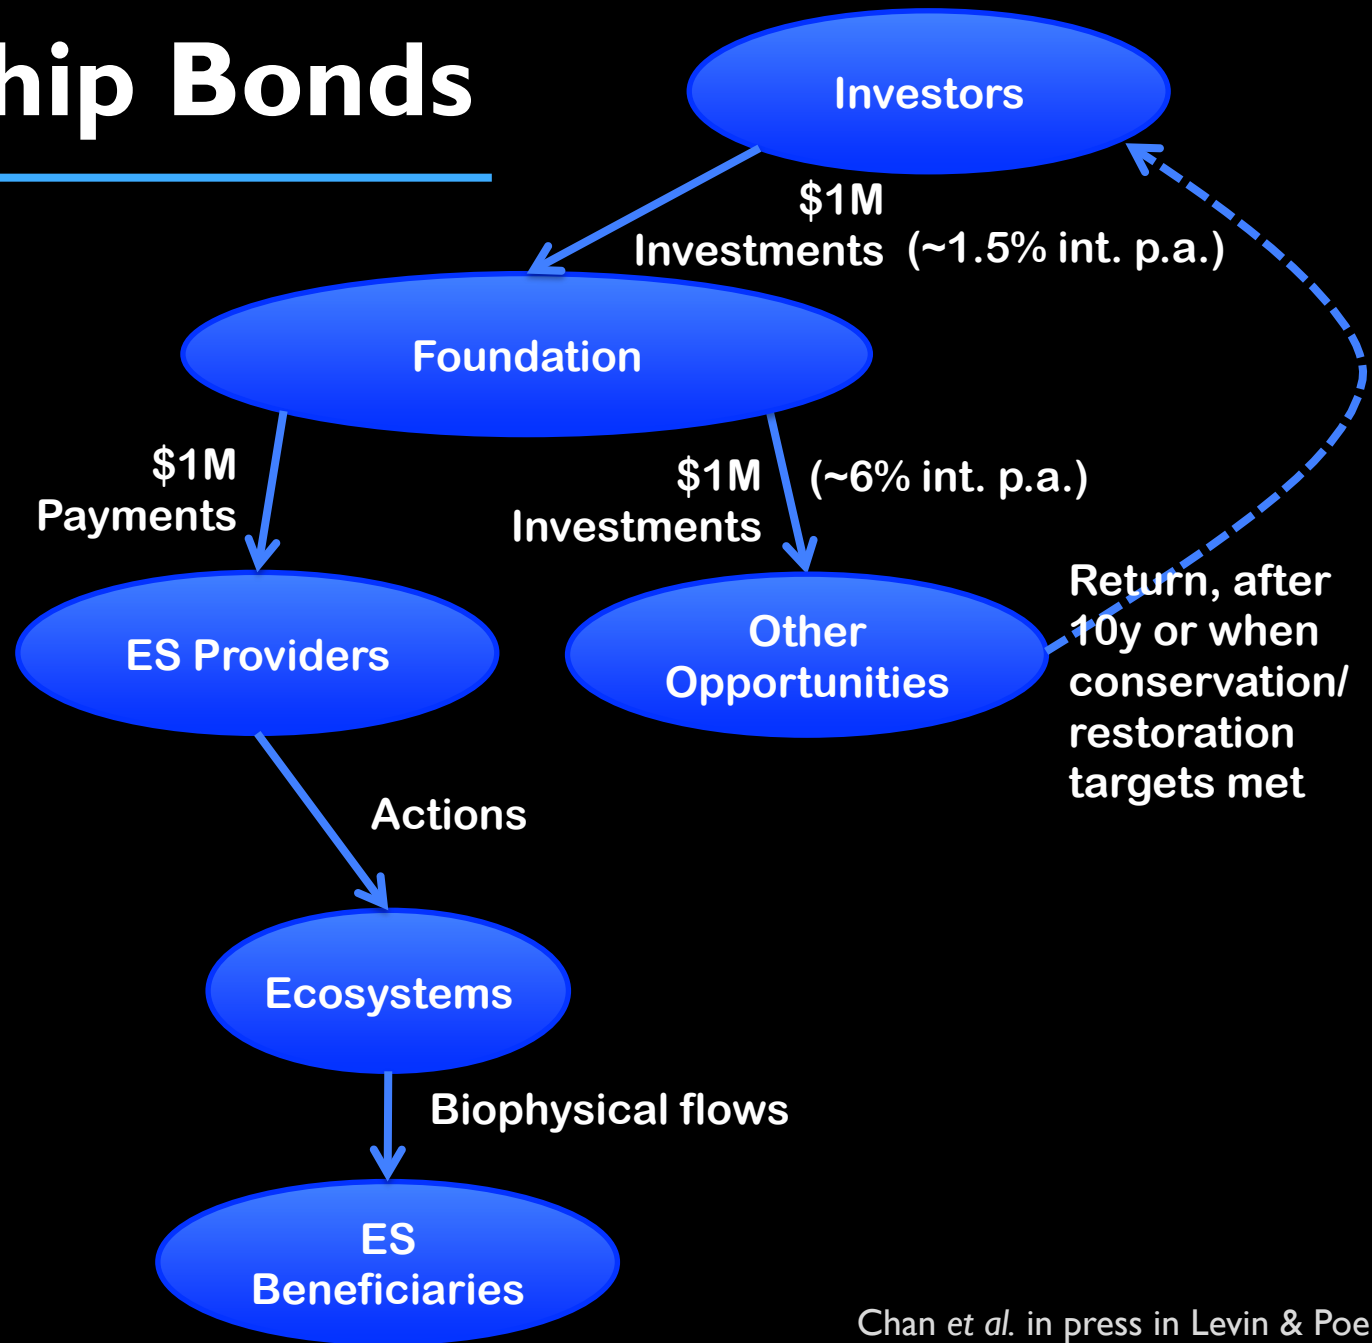 hip Bonds
Investors
$1M
Investments (~1.5% int. p.a.)
Foundation
$1M
Payments
$1M (~6% int. p.a.)
Investments
ES Providers
Other
Opportunities
Return, after
10y or when
conservation/
restoration
targets met
Actions
Ecosystems
Biophysical flows
ES
Beneficiaries
Chan et al. in press in Levin & Poe